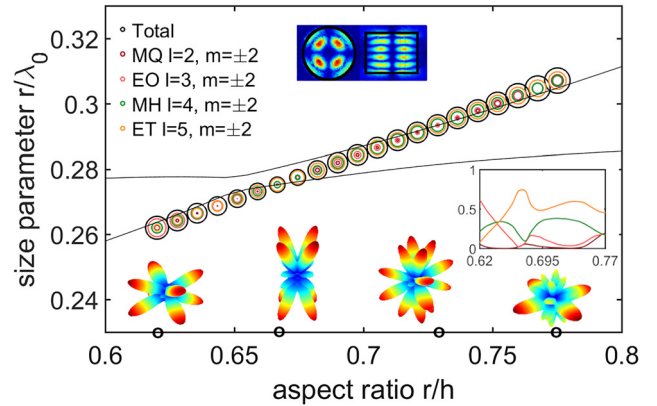 0.32
0.3
0.28
0.26
0.24
size parameter r/λ₀
Total
MQ l=2, m=±2
EO l=3, m=±2
MH l=4, m=±2
ET l=5, m=±2
1
0.5
0
0.62 0.695 0.77
0.6 0.65 0.7 0.75 0.8
aspect ratio r/h